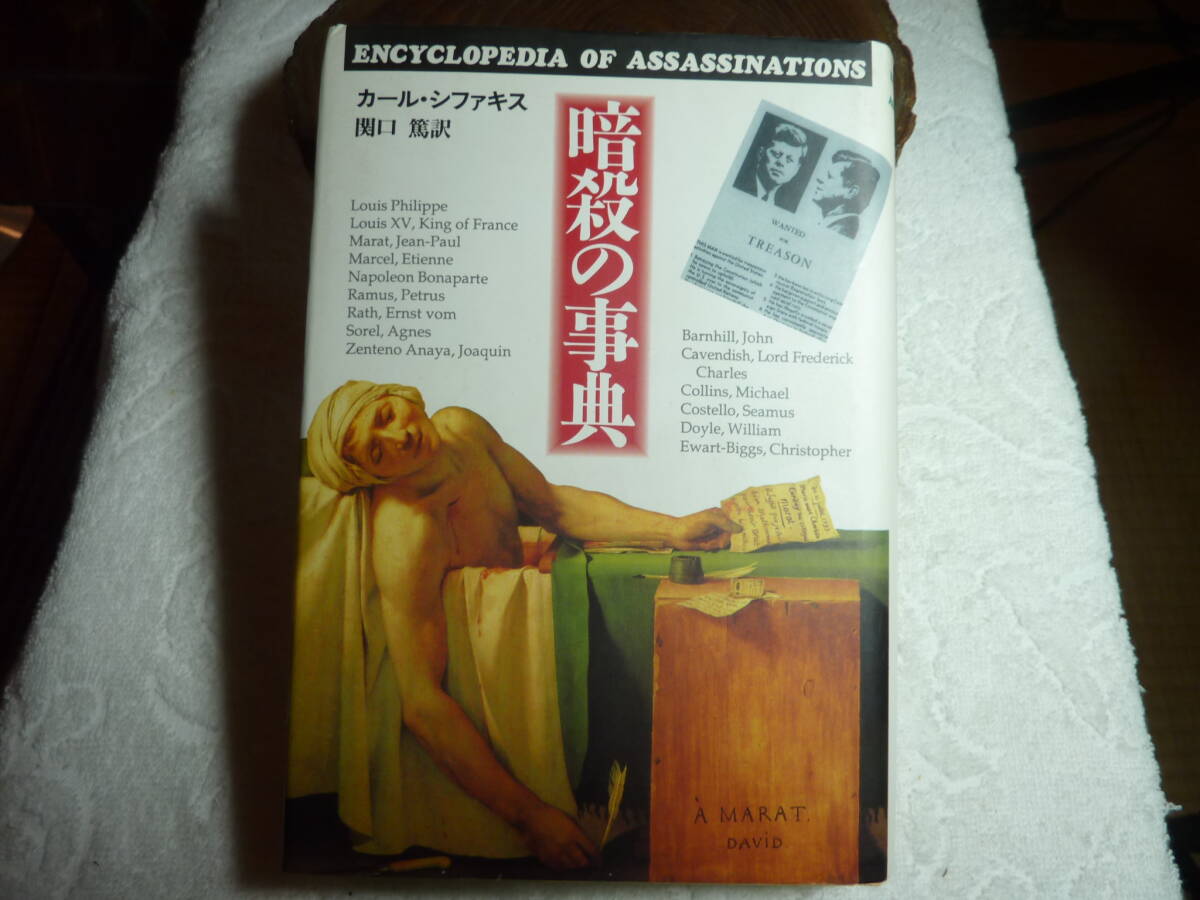 ENCYCLOPEDIA OF ASSASSINATIONS
カール・シファキス
関口 篤訳
暗殺の事典
Louis Philippe
Louis XV, King of France
Marat, Jean-Paul
Marcel, Etienne
Napoleon Bonaparte
Ramus, Petrus
Rath, Ernst vom
Sorel, Agnes
Zenteno Anaya, Joaquin
WANTED
FOR
TREASON
Barnhill, John
Cavendish, Lord Frederick
Charles
Collins, Michael
Costello, Seamus
Doyle, William
Ewart-Biggs, Christopher
À MARAT.
DAVID.